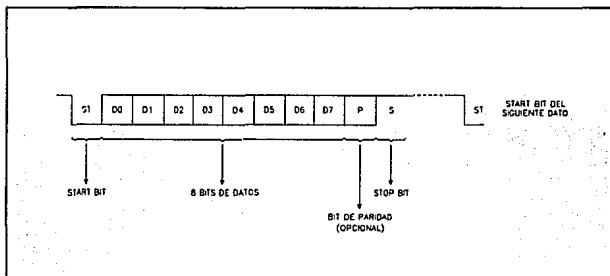 ST D0 D1 D2 D3 D4 D5 D6 D7 P S ST START BIT DEL
SIGUIENTE DATO
START BIT 8 BITS DE DATOS STOP BIT
BIT DE PARIDAD
(OPCIONAL)